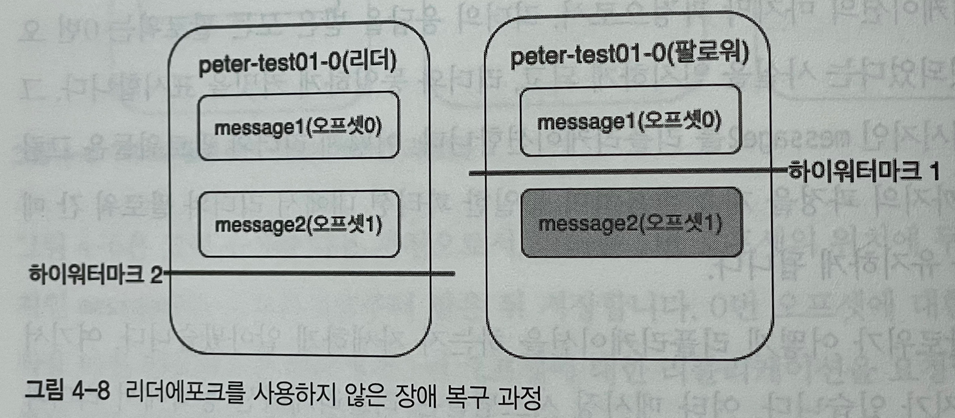 peter-test01-0(리더)
message1(오프셋0)
message2(오프셋1)
하이워터마크 2
peter-test01-0(팔로워)
message1(오프셋0)
하이워터마크 1
message2(오프셋1)
그림 4-8 리더에포크를 사용하지 않은 장애 복구 과정